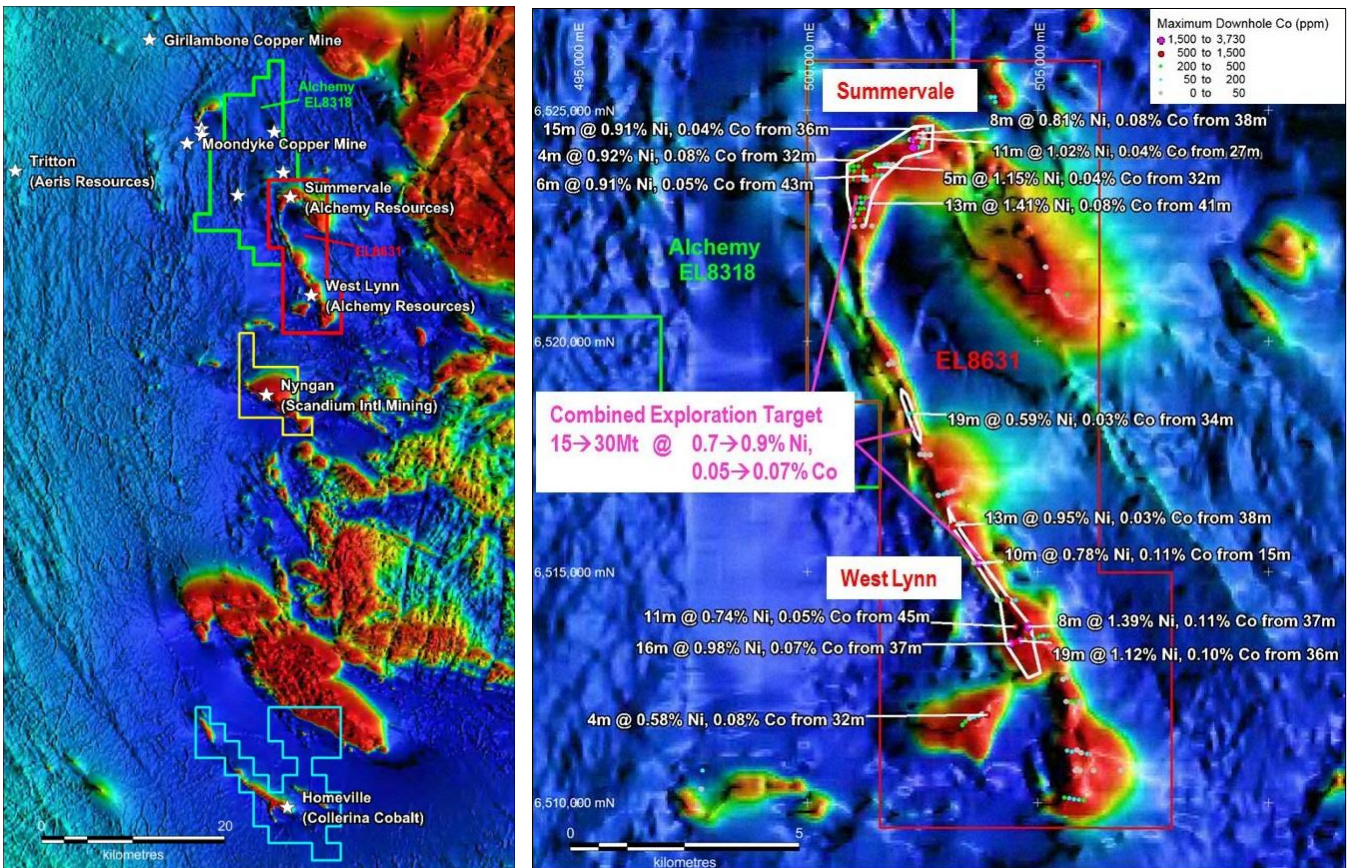 Girilambone Copper Mine
Alchemy
EL8318
Moondyke Copper Mine
Tritton
(Aeris Resources)
Summervale
(Alchemy Resources)
EL8631
West Lynn
(Alchemy Resources)
Nyngan
(Scandium Intl Mining)
Homeville
(Collerina Cobalt)
0
20
kilometres
495,000 mE
500,000 mE
505,000 mE
Maximum Downhole Co (ppm)
1,500 to 3,730
500 to 1,500
200 to 500
50 to 200
0 to 50
Summervale
6,525,000 mN
15m @ 0.91% Ni, 0.04% Co from 36m
8m @ 0.81% Ni, 0.08% Co from 38m
4m @ 0.92% Ni, 0.08% Co from 32m
11m @ 1.02% Ni, 0.04% Co from 27m
6m @ 0.91% Ni, 0.05% Co from 43m
5m @ 1.15% Ni, 0.04% Co from 32m
13m @ 1.41% Ni, 0.08% Co from 41m
Alchemy
EL8318
6,520,000 mN
EL8631
Combined Exploration Target
15→30Mt @ 0.7→0.9% Ni,
0.05→0.07% Co
19m @ 0.59% Ni, 0.03% Co from 34m
13m @ 0.95% Ni, 0.03% Co from 38m
10m @ 0.78% Ni, 0.11% Co from 15m
6,515,000 mN
West Lynn
11m @ 0.74% Ni, 0.05% Co from 45m
8m @ 1.39% Ni, 0.11% Co from 37m
16m @ 0.98% Ni, 0.07% Co from 37m
19m @ 1.12% Ni, 0.10% Co from 36m
4m @ 0.58% Ni, 0.08% Co from 32m
6,510,000 mN
0
5
kilometres